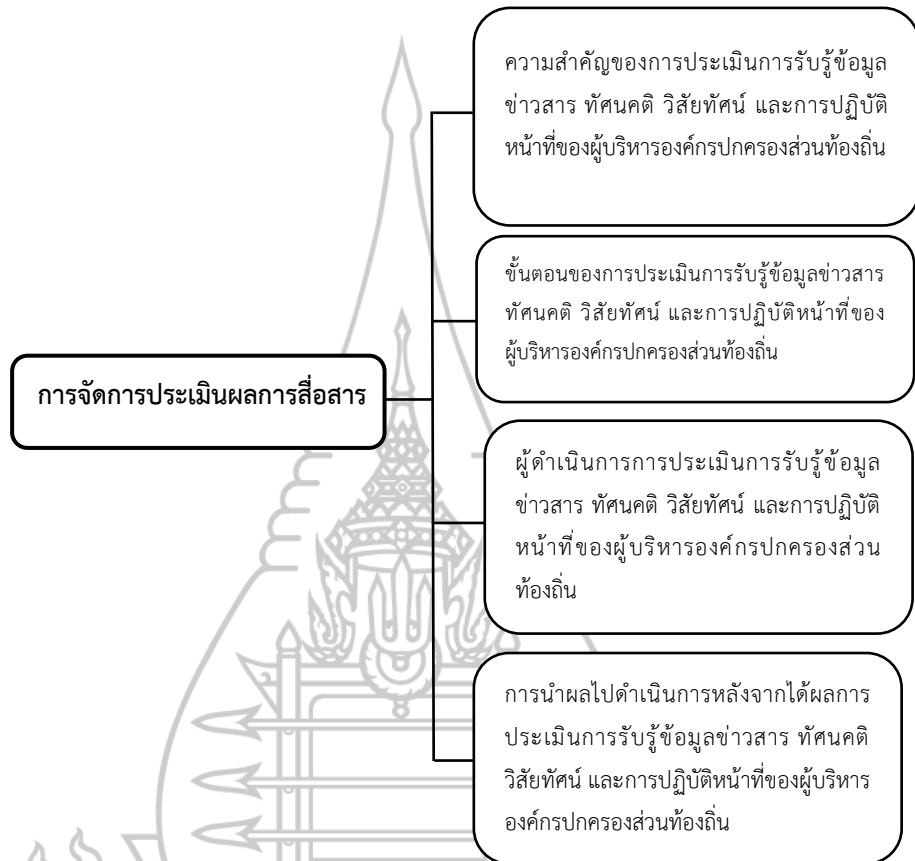 ความสำคัญของการประเมินการรับรู้ข้อมูล
ข่าวสาร ทัศนคติ วิสัยทัศน์ และการปฏิบัติ
หน้าที่ของผู้บริหารองค์กรปกครองส่วนท้องถิ่น
ขั้นตอนของการประเมินการรับรู้ข้อมูลข่าวสาร
ทัศนคติ วิสัยทัศน์ และการปฏิบัติหน้าที่ของ
ผู้บริหารองค์กรปกครองส่วนท้องถิ่น
การจัดการประเมินผลการสื่อสาร
ผู้ดำเนินการการประเมินการรับรู้ข้อมูล
ข่าวสาร ทัศนคติ วิสัยทัศน์ และการปฏิบัติ
หน้าที่ของผู้บริหารองค์กรปกครองส่วน
ท้องถิ่น
การนำผลไปดำเนินการหลังจากได้ผลการ
ประเมินการรับรู้ข้อมูลข่าวสาร ทัศนคติ
วิสัยทัศน์ และการปฏิบัติหน้าที่ของผู้บริหาร
องค์กรปกครองส่วนท้องถิ่น